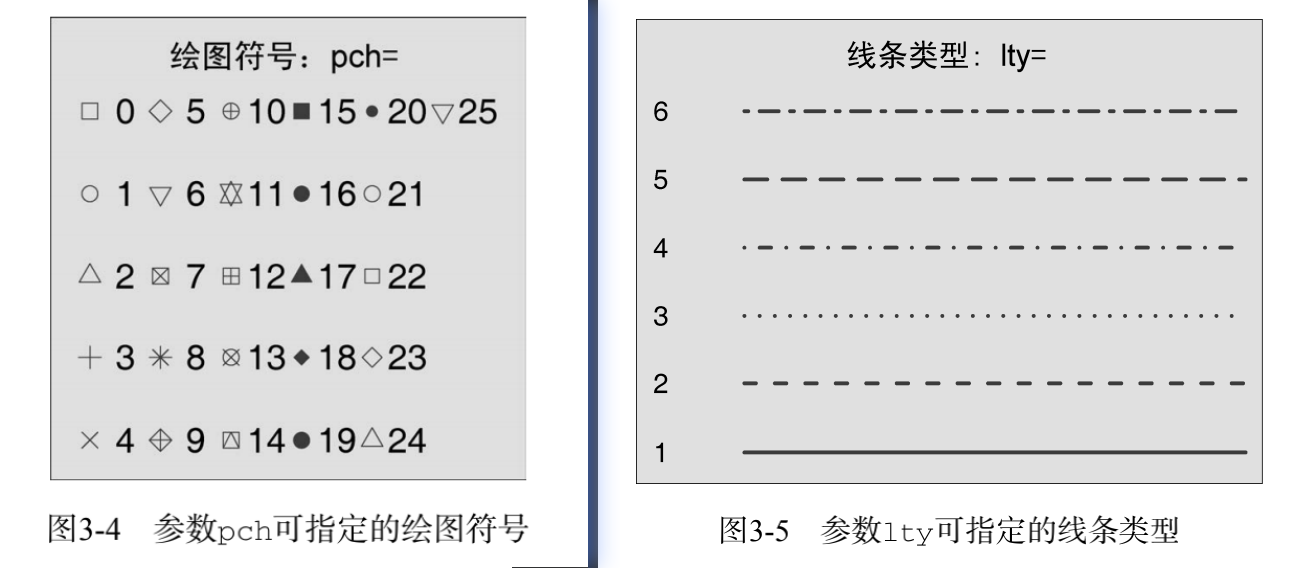 绘图符号：pch=
0 5 10 15 20 25
1 6 11 16 21
2 7 12 17 22
3 8 13 18 23
4 9 14 19 24
图3-4 参数pch可指定的绘图符号
线条类型：lty=
6
5
4
3
2
1
图3-5 参数lty可指定的线条类型